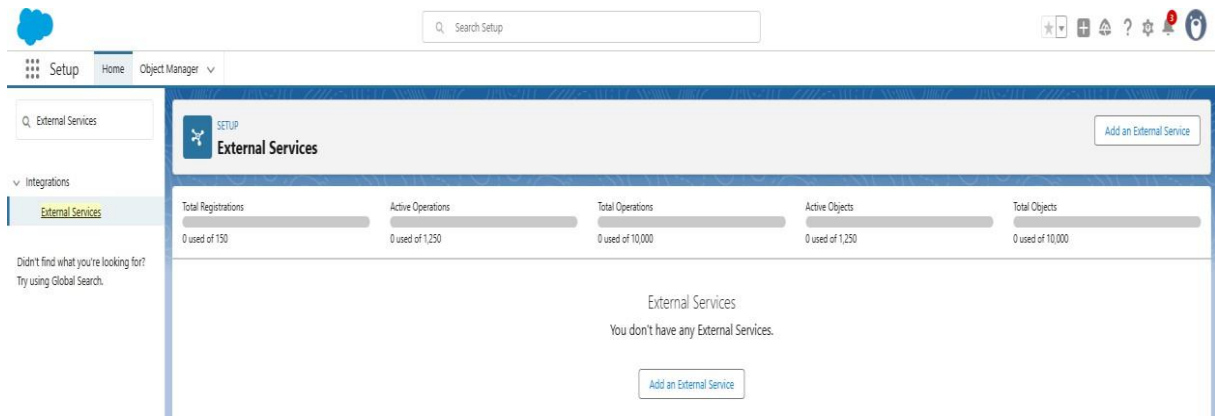 Search Setup
3
Setup Home Object Manager
External Services
SETUP
External Services
Add an External Service
Integrations
External Services
Didn't find what you're looking for?
Try using Global Search.
Total Registrations Active Operations Total Operations Active Objects Total Objects
0 used of 150 0 used of 1,250 0 used of 10,000 0 used of 1,250 0 used of 10,000
External Services
You don't have any External Services.
Add an External Service